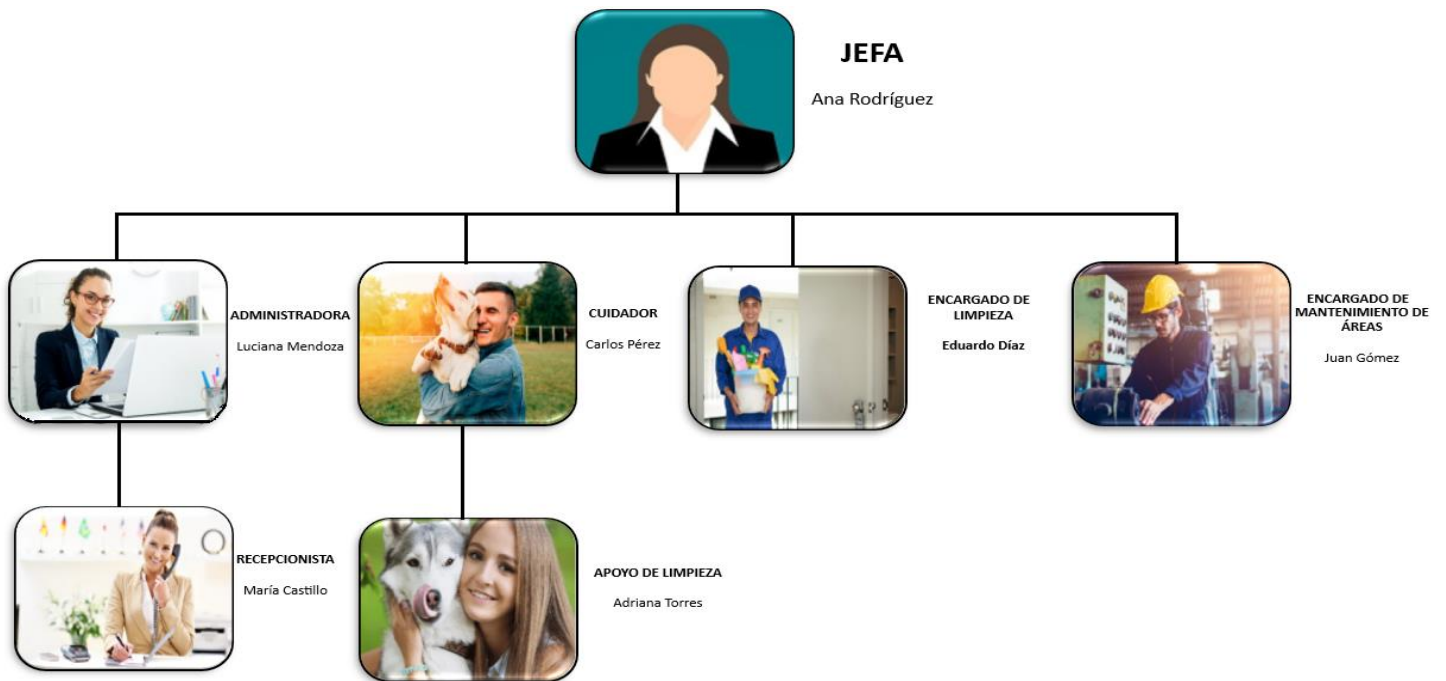 JEFA
Ana Rodríguez
ADMINISTRADORA
Luciana Mendoza
CUIDADOR
Carlos Pérez
ENCARGADO DE
LIMPIEZA
Eduardo Díaz
ENCARGADO DE
MANTENIMIENTO DE
ÁREAS
Juan Gómez
RECEPCIONISTA
María Castillo
APOYO DE LIMPIEZA
Adriana Torres